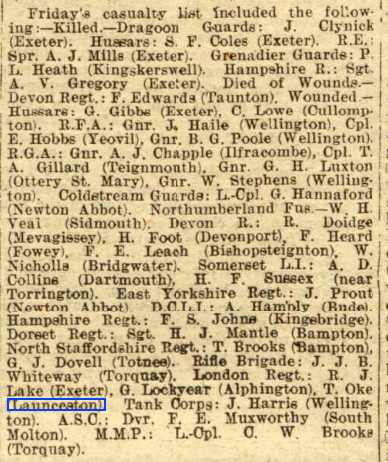 Friday's casualty list included the follow-
ing:—Killed.—Dragoon Guards: J. Clynick
(Exeter). Hussars: S. F. Coles (Exeter). R.E.:
Spr. A. J. Mills (Exeter). Grenadier Guards: P.
L. Heath (Kingskerswell). Hampshire R.: Sgt.
A. V. Gregory (Exeter). Died of Wounds.—
Devon Regt.: F. Edwards (Taunton). Wounded—
Hussars: G. Gibbs (Exeter), C. Lowe (Cullomp-
ton). R.F.A.: Gnr. J. Haile (Wellington), Cpl.
E. Hobbs (Yeovil), Gnr. B. G. Poole (Wellington).
R.G.A.: Gnr. A. J. Chapple (Ilfracombe), Cpl. T.
A. Gillard (Teignmouth), Gnr. G. H. Luxton
(Ottery St. Mary), Gnr. W. Stephens (Welling-
ton). Coldstream Guards: L.-Cpl. G. Hannaford
(Newton Abbot). Northumberland Fus.—W. H.
Veai (Sidmouth). Devon R.: R. Doidge
(Mevagissey), H. Foot (Devonport), F. Heard
(Fowey), F. E. Leach (Bishopsteignton), W.
Nicholls (Bridgwater). Somerset L.I.: A. D.
Collins (Dartmouth), H. F. Sussex (near
Torrington). East Yorkshire Regt.: J. Prout
(Newton Abbot). D.C.L.I.: A. Hambly (Bude).
Hampshire Regt.: F. S. Johns (Kingsbridge).
Dorset Regt.: Sgt. H. J. Mantle (Bampton).
North Staffordshire Regt.: T. Brooks (Bampton),
G. J. Dovell (Totnes). Rifle Brigade: J. J. B.
Whiteway (Torquay). London Regt.: R. J.
Lake (Exeter), G. Lockyear (Alphington), T. Oke
(Launceston). Tank Corps: J. Harris (Welling-
ton). A.S.C.: Dvr. F. E. Muxworthy (South
Molton). M.M.P.: L.-Cpl. C. W. Brooks
(Torquay).